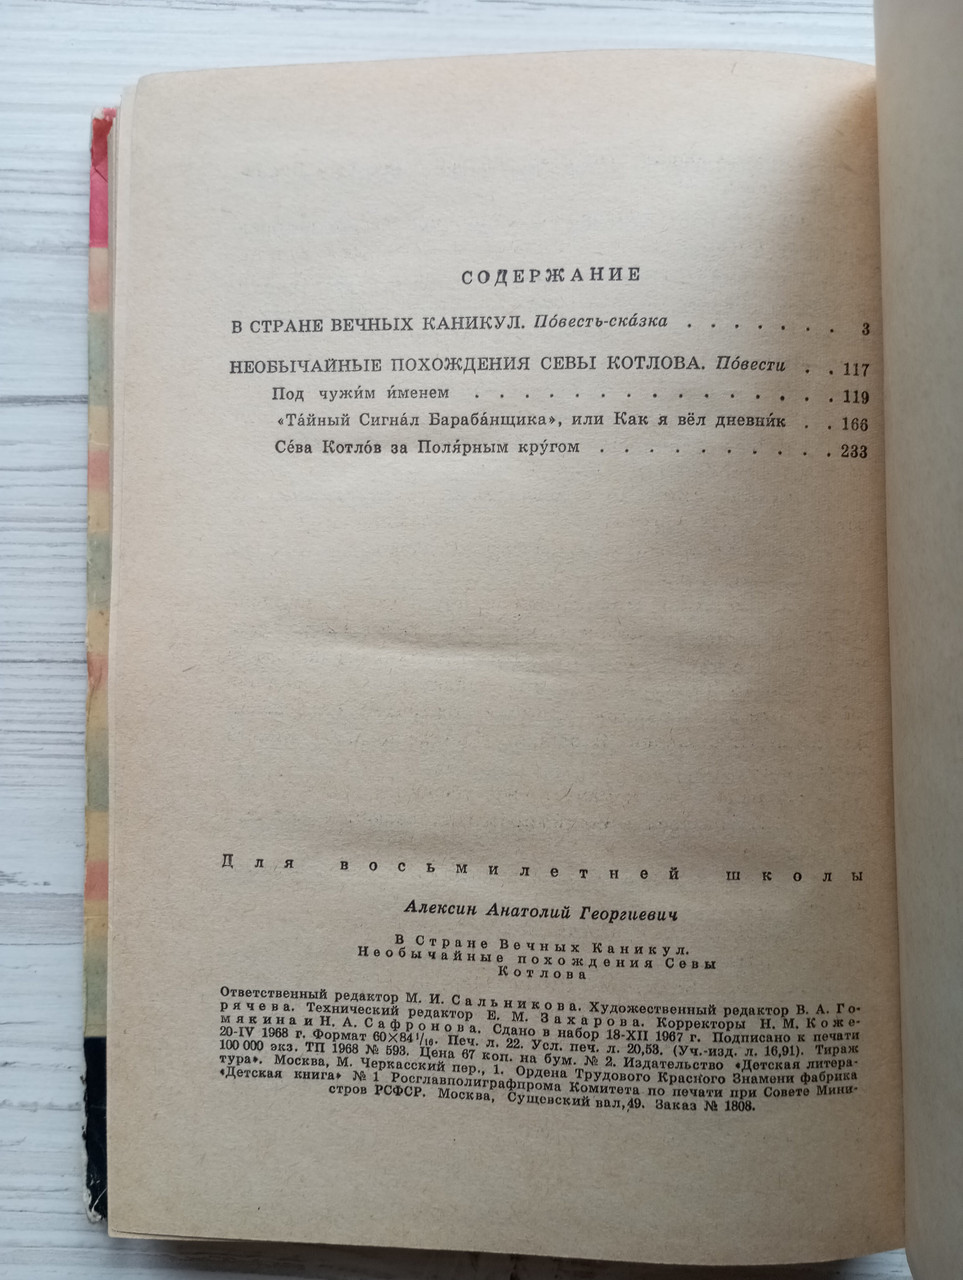 СОДЕРЖАНИЕ
В СТРАНЕ ВЕЧНЫХ КАНИКУЛ. По́весть-ска́зка . . . . . . . 3
НЕОБЫЧАЙНЫЕ ПОХОЖДЕНИЯ СЕВЫ КОТЛОВА. По́вести . . 117
Под чужи́м и́менем . . . . . . . . . . . . . . 119
«Та́йный Сигна́л Бараба́нщика», или Как я вёл дневни́к . . 166
Се́ва Котло́в за Поля́рным кру́гом . . . . . . . . . . 233
Для восьмилетней школы
Алексин Анатолий Георгиевич
В Стране Вечных Каникул.
Необычайные похождения Севы
Котлова
Ответственный редактор М. И. Сальникова. Художественный редактор В. А. Го-
рячева. Технический редактор Е. М. Захарова. Корректоры Н. М. Коже-
мякина и Н. А. Сафронова. Сдано в набор 18-XII 1967 г. Подписано к печати
20-IV 1968 г. Формат 60×84 1/16. Печ. л. 22. Усл. печ. л. 20,53. (Уч.-изд. л. 16,91). Тираж
100 000 экз. ТП 1968 № 593. Цена 67 коп. на бум. № 2. Издательство «Детская литера-
тура». Москва, М. Черкасский пер., 1. Ордена Трудового Красного Знамени фабрика
«Детская книга» № 1 Росглавполиграфпрома Комитета по печати при Совете Мини-
стров РСФСР. Москва, Сущевский вал, 49. Заказ № 1808.